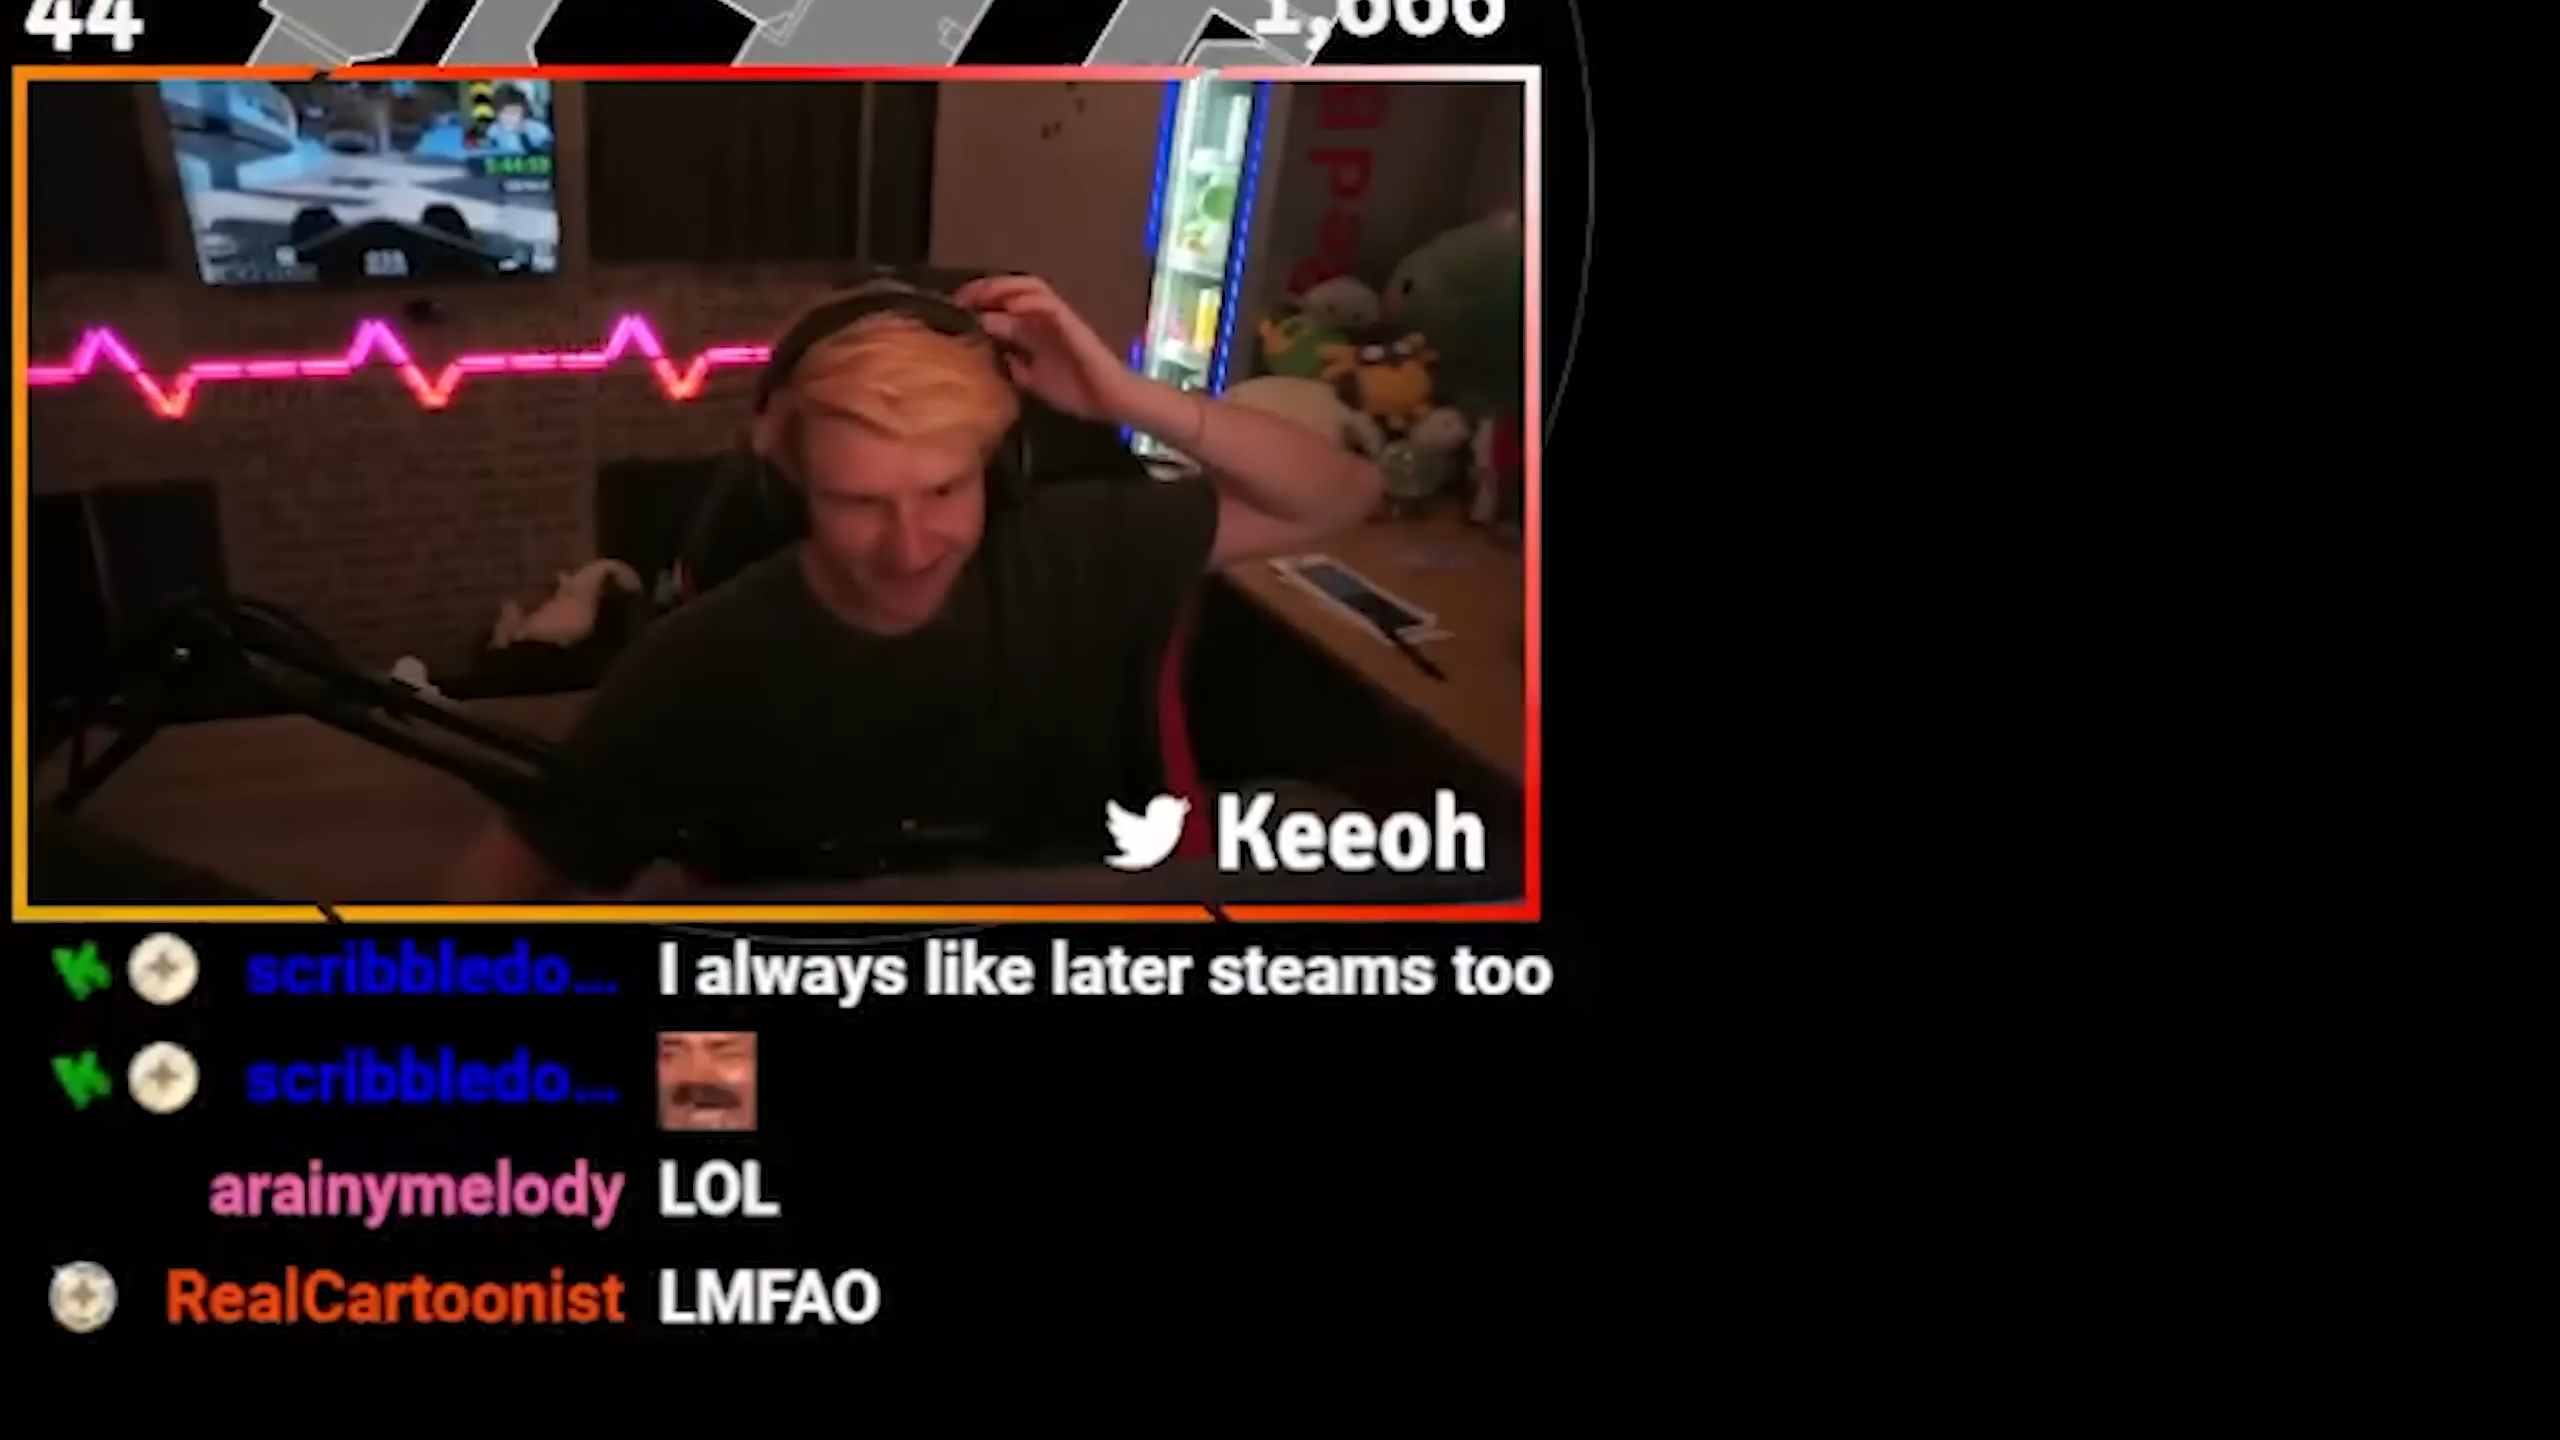 44
1,666
Keeoh
scribbledo... I always like later steams too
scribbledo...
arainymelody LOL
RealCartoonist LMFAO